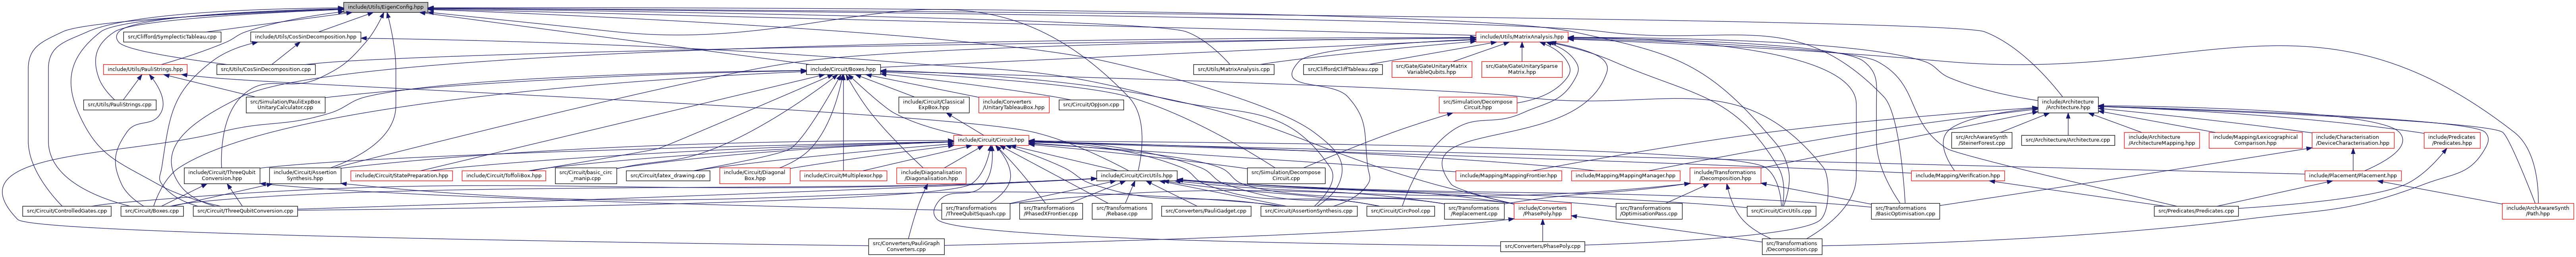 include/Utils/EigenConfig.hpp
src/Clifford/SymplecticTableau.cpp
include/Utils/CosSinDecomposition.hpp
include/Utils/MatrixAnalysis.hpp
include/Utils/PauliStrings.hpp
src/Utils/CosSinDecomposition.cpp
include/Circuit/Boxes.hpp
src/Utils/MatrixAnalysis.cpp
src/Clifford/CliffTableau.cpp
src/Gate/GateUnitaryMatrix
VariableQubits.hpp
src/Gate/GateUnitarySparse
Matrix.hpp
src/Utils/PauliStrings.cpp
src/Simulation/PauliExpBox
UnitaryCalculator.cpp
include/Circuit/Classical
ExpBox.hpp
include/Converters
/UnitaryTableauBox.hpp
src/Circuit/OpJson.cpp
src/Simulation/Decompose
Circuit.hpp
include/Architecture
/Architecture.hpp
include/Circuit/Circuit.hpp
src/ArchAwareSynth
/SteinerForest.cpp
src/Architecture/Architecture.cpp
include/Architecture
/ArchitectureMapping.hpp
include/Mapping/Lexicographical
Comparison.hpp
include/Characterisation
/DeviceCharacterisation.hpp
include/Predicates
/Predicates.hpp
include/Circuit/ThreeQubit
Conversion.hpp
include/Circuit/Assertion
Synthesis.hpp
include/Circuit/StatePreparation.hpp
include/Circuit/ToffoliBox.hpp
src/Circuit/basic_circ
_manip.cpp
src/Circuit/latex_drawing.cpp
include/Circuit/Diagonal
Box.hpp
include/Circuit/Multiplexor.hpp
include/Diagonalisation
/Diagonalisation.hpp
include/Circuit/CircUtils.hpp
src/Simulation/Decompose
Circuit.cpp
include/Mapping/MappingFrontier.hpp
include/Mapping/MappingManager.hpp
include/Transformations
/Decomposition.hpp
include/Mapping/Verification.hpp
include/Placement/Placement.hpp
src/Circuit/ControlledGates.cpp
src/Circuit/Boxes.cpp
src/Circuit/ThreeQubitConversion.cpp
src/Transformations
/ThreeQubitSquash.cpp
src/Transformations
/PhasedXFrontier.cpp
src/Transformations
/Rebase.cpp
src/Converters/PauliGadget.cpp
src/Circuit/AssertionSynthesis.cpp
src/Circuit/CircPool.cpp
src/Transformations
/Replacement.cpp
include/Converters
/PhasePoly.hpp
src/Transformations
/OptimisationPass.cpp
src/Circuit/CircUtils.cpp
src/Transformations
/BasicOptimisation.cpp
src/Predicates/Predicates.cpp
include/ArchAwareSynth
/Path.hpp
src/Converters/PauliGraph
Converters.cpp
src/Converters/PhasePoly.cpp
src/Transformations
/Decomposition.cpp